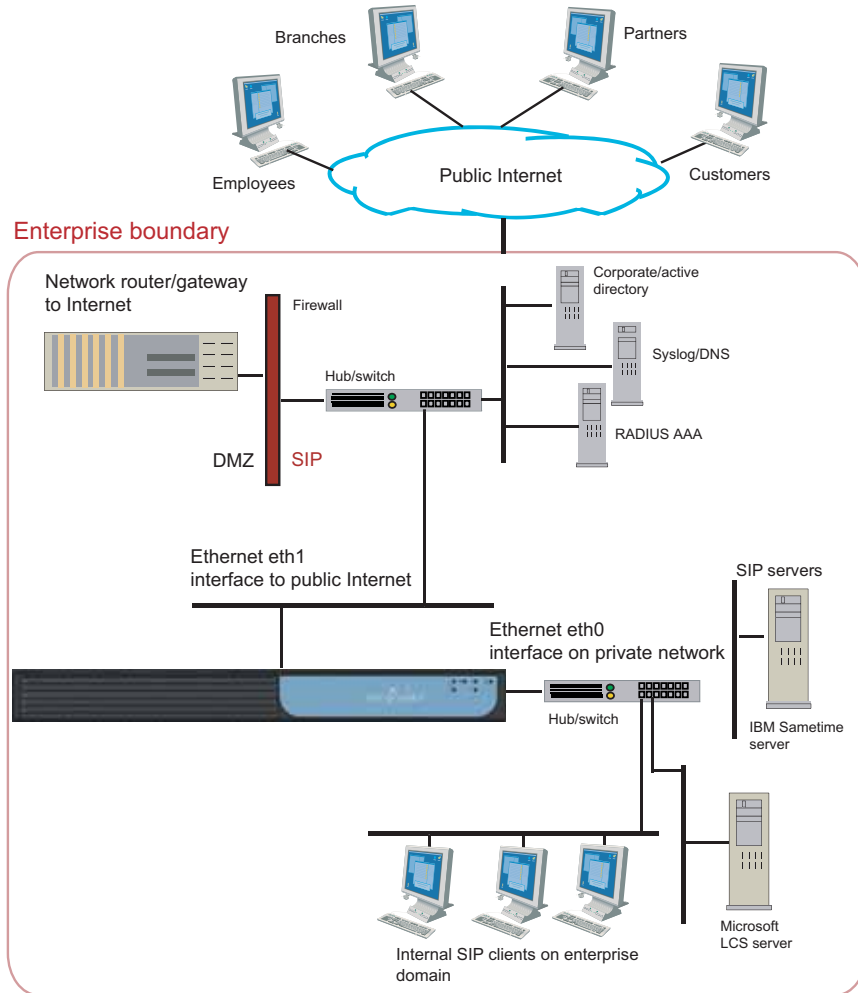 Branches
Partners
Employees
Public Internet
Customers
Enterprise boundary
Network router/gateway
to Internet
Firewall
Corporate/active
directory
Hub/switch
Syslog/DNS
RADIUS AAA
DMZ
SIP
Ethernet eth1
interface to public Internet
SIP servers
Ethernet eth0
interface on private network
Hub/switch
IBM Sametime
server
Microsoft
LCS server
Internal SIP clients on enterprise
domain